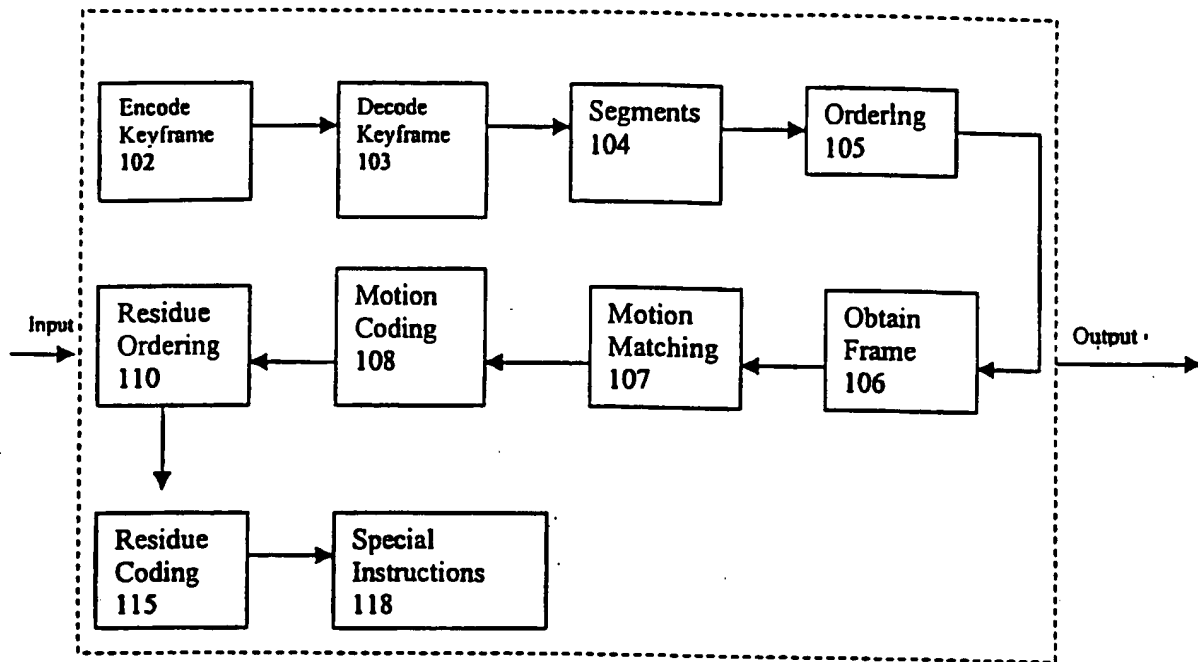 Encode
Keyframe
102
Decode
Keyframe
103
Segments
104
Ordering
105
Input
Residue
Ordering
110
Motion
Coding
108
Motion
Matching
107
Obtain
Frame
106
Output
Residue
Coding
115
Special
Instructions
118